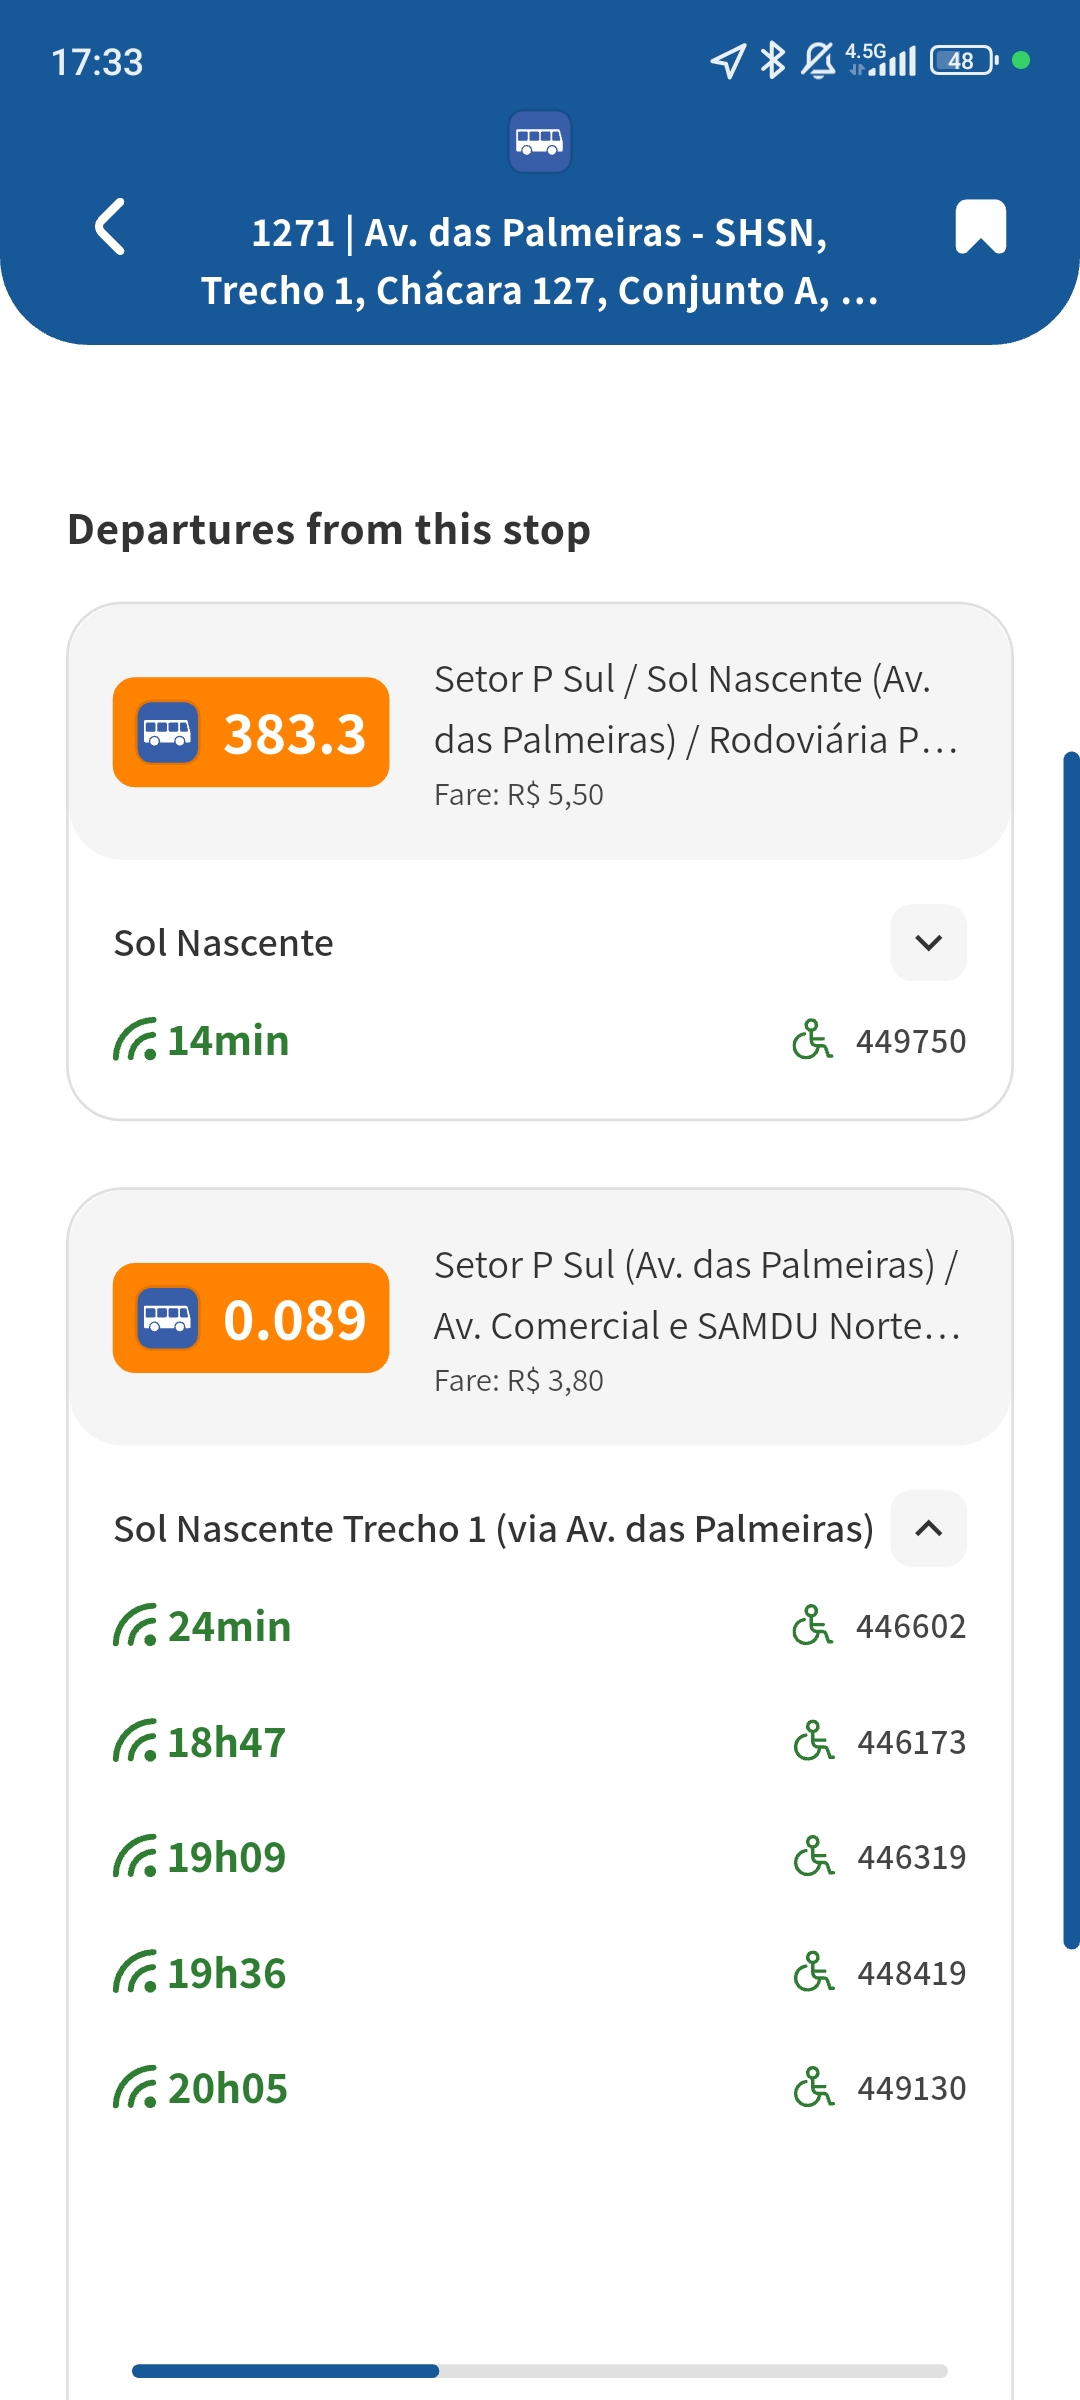 17:33
4.5G
48
1271 | Av. das Palmeiras - SHSN,
Trecho 1, Chácara 127, Conjunto A, ...
Departures from this stop
383.3
Setor P Sul / Sol Nascente (Av.
das Palmeiras) / Rodoviária P...
Fare: R$ 5,50
Sol Nascente
14min
449750
0.089
Setor P Sul (Av. das Palmeiras) /
Av. Comercial e SAMDU Norte...
Fare: R$ 3,80
Sol Nascente Trecho 1 (via Av. das Palmeiras)
24min
446602
18h47
446173
19h09
446319
19h36
448419
20h05
449130